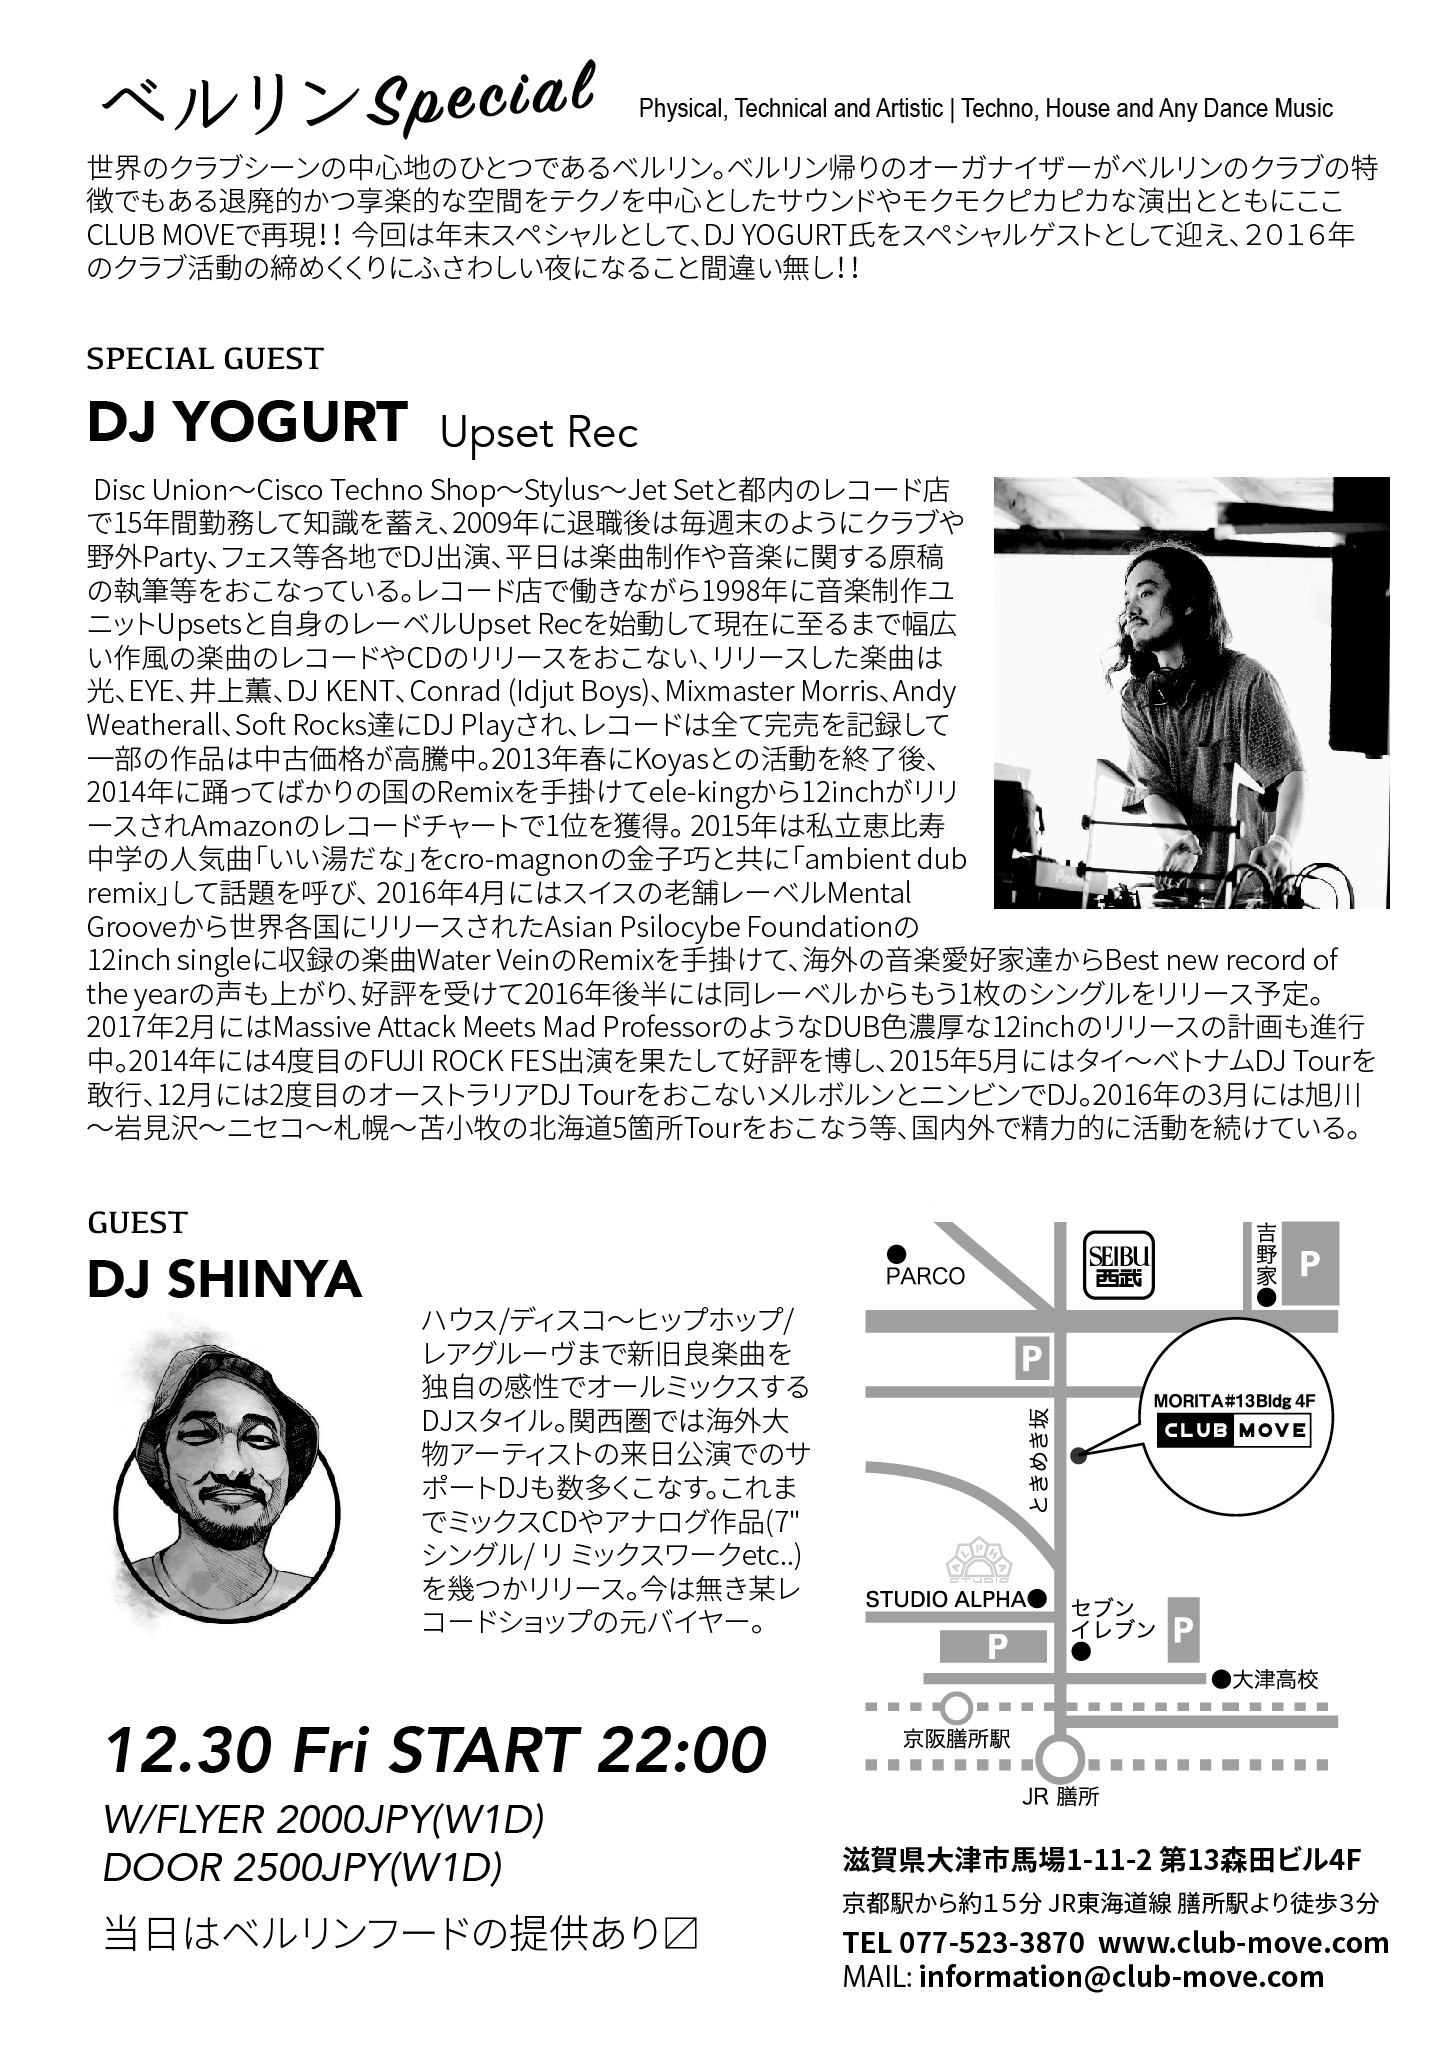 ベルリンSpecial
Physical, Technical and Artistic | Techno, House and Any Dance Music
世界のクラブシーンの中心地のひとつであるベルリン。ベルリン帰りのオーガナイザーがベルリンのクラブの特
徴でもある退廃的かつ享楽的な空間をテクノを中心としたサウンドやモクモクピカピカな演出とともにここ
CLUB MOVEで再現!! 今回は年末スペシャルとして、DJ YOGURT氏をスペシャルゲストとして迎え、２０１６年
のクラブ活動の締めくくりにふさわしい夜になること間違い無し!!
SPECIAL GUEST
DJ YOGURT Upset Rec
Disc Union〜Cisco Techno Shop〜Stylus〜Jet Setと都内のレコード店
で15年間勤務して知識を蓄え、2009年に退職後は毎週末のようにクラブや
野外Party、フェス等各地でDJ出演、平日は楽曲制作や音楽に関する原稿
の執筆等をおこなっている。レコード店で働きながら1998年に音楽制作ユ
ニットUpsetsと自身のレーベルUpset Recを始動して現在に至るまで幅広
い作風の楽曲のレコードやCDのリリースをおこない、リリースした楽曲は
光、EYE、井上薫、DJ KENT、Conrad (Idjut Boys)、Mixmaster Morris、Andy
Weatherall、Soft Rocks達にDJ Playされ、レコードは全て完売を記録して
一部の作品は中古価格が高騰中。2013年春にKoyasとの活動を終了後、
2014年に踊ってばかりの国のRemixを手掛けてele-kingから12inchがリリ
ースされAmazonのレコードチャートで1位を獲得。 2015年は私立恵比寿
中学の人気曲「いい湯だな」をcro-magnonの金子巧と共に「ambient dub
remix」して話題を呼び、 2016年4月にはスイスの老舗レーベルMental
Grooveから世界各国にリリースされたAsian Psilocybe Foundationの
12inch singleに収録の楽曲Water VeinのRemixを手掛けて、海外の音楽愛好家達からBest new record of
the yearの声も上がり、好評を受けて2016年後半には同レーベルからもう1枚のシングルをリリース予定。
2017年2月にはMassive Attack Meets Mad ProfessorのようなDUB色濃厚な12inchのリリースの計画も進行
中。2014年には4度目のFUJI ROCK FES出演を果たして好評を博し、2015年5月にはタイ〜ベトナムDJ Tourを
敢行、12月には2度目のオーストラリアDJ TourをおこないメルボルンとニンビンでDJ。2016年の3月には旭川
〜岩見沢〜ニセコ〜札幌〜苫小牧の北海道5箇所Tourをおこなう等、国内外で精力的に活動を続けている。
GUEST
DJ SHINYA
ハウス/ディスコ〜ヒップホップ/
レアグルーヴまで新旧良楽曲を
独自の感性でオールミックスする
DJスタイル。関西圏では海外大
物アーティストの来日公演でのサ
ポートDJも数多くこなす。これま
でミックスCDやアナログ作品(7"
シングル/リ ミックスワークetc..)
を幾つかリリース。今は無き某レ
コードショップの元バイヤー。
PARCO
SEIBU
西武
吉野家
P
P
MORITA#13Bldg 4F
CLUB MOVE
ときめき坂
ALPHA
STUDIO
STUDIO ALPHA
セブン
イレブン
P
P
大津高校
京阪膳所駅
JR 膳所
12.30 Fri START 22:00
W/FLYER 2000JPY(W1D)
DOOR 2500JPY(W1D)
当日はベルリンフードの提供あり〼
滋賀県大津市馬場1-11-2 第13森田ビル4F
京都駅から約１５分 JR東海道線 膳所駅より徒歩３分
TEL 077-523-3870 www.club-move.com
MAIL: information@club-move.com